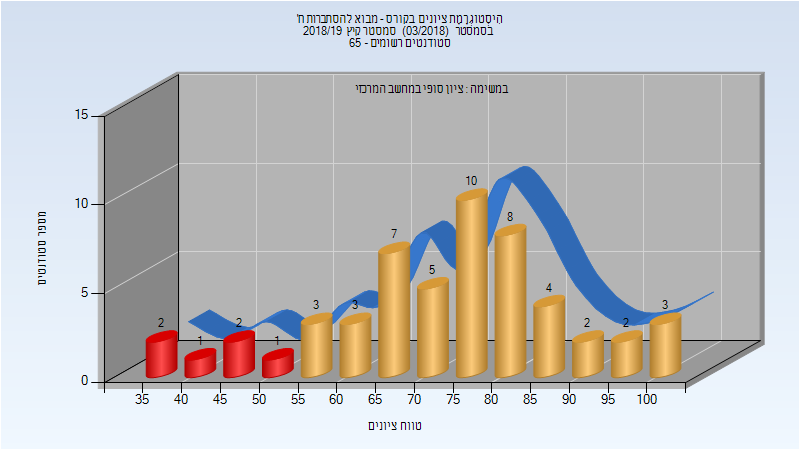 היסטוגרמת ציונים בקורס - מבוא להסתברות ח'
בסמסטר (03/2018) סמסטר קיץ 2018/19
סטודנטים רשומים - 65
במשימה : ציון סופי במחשב המרכזי
מספר סטודנטים
15
10
5
0
2
1
2
1
3
3
7
5
10
8
4
2
2
3
35 40 45 50 55 60 65 70 75 80 85 90 95 100
טווח ציונים